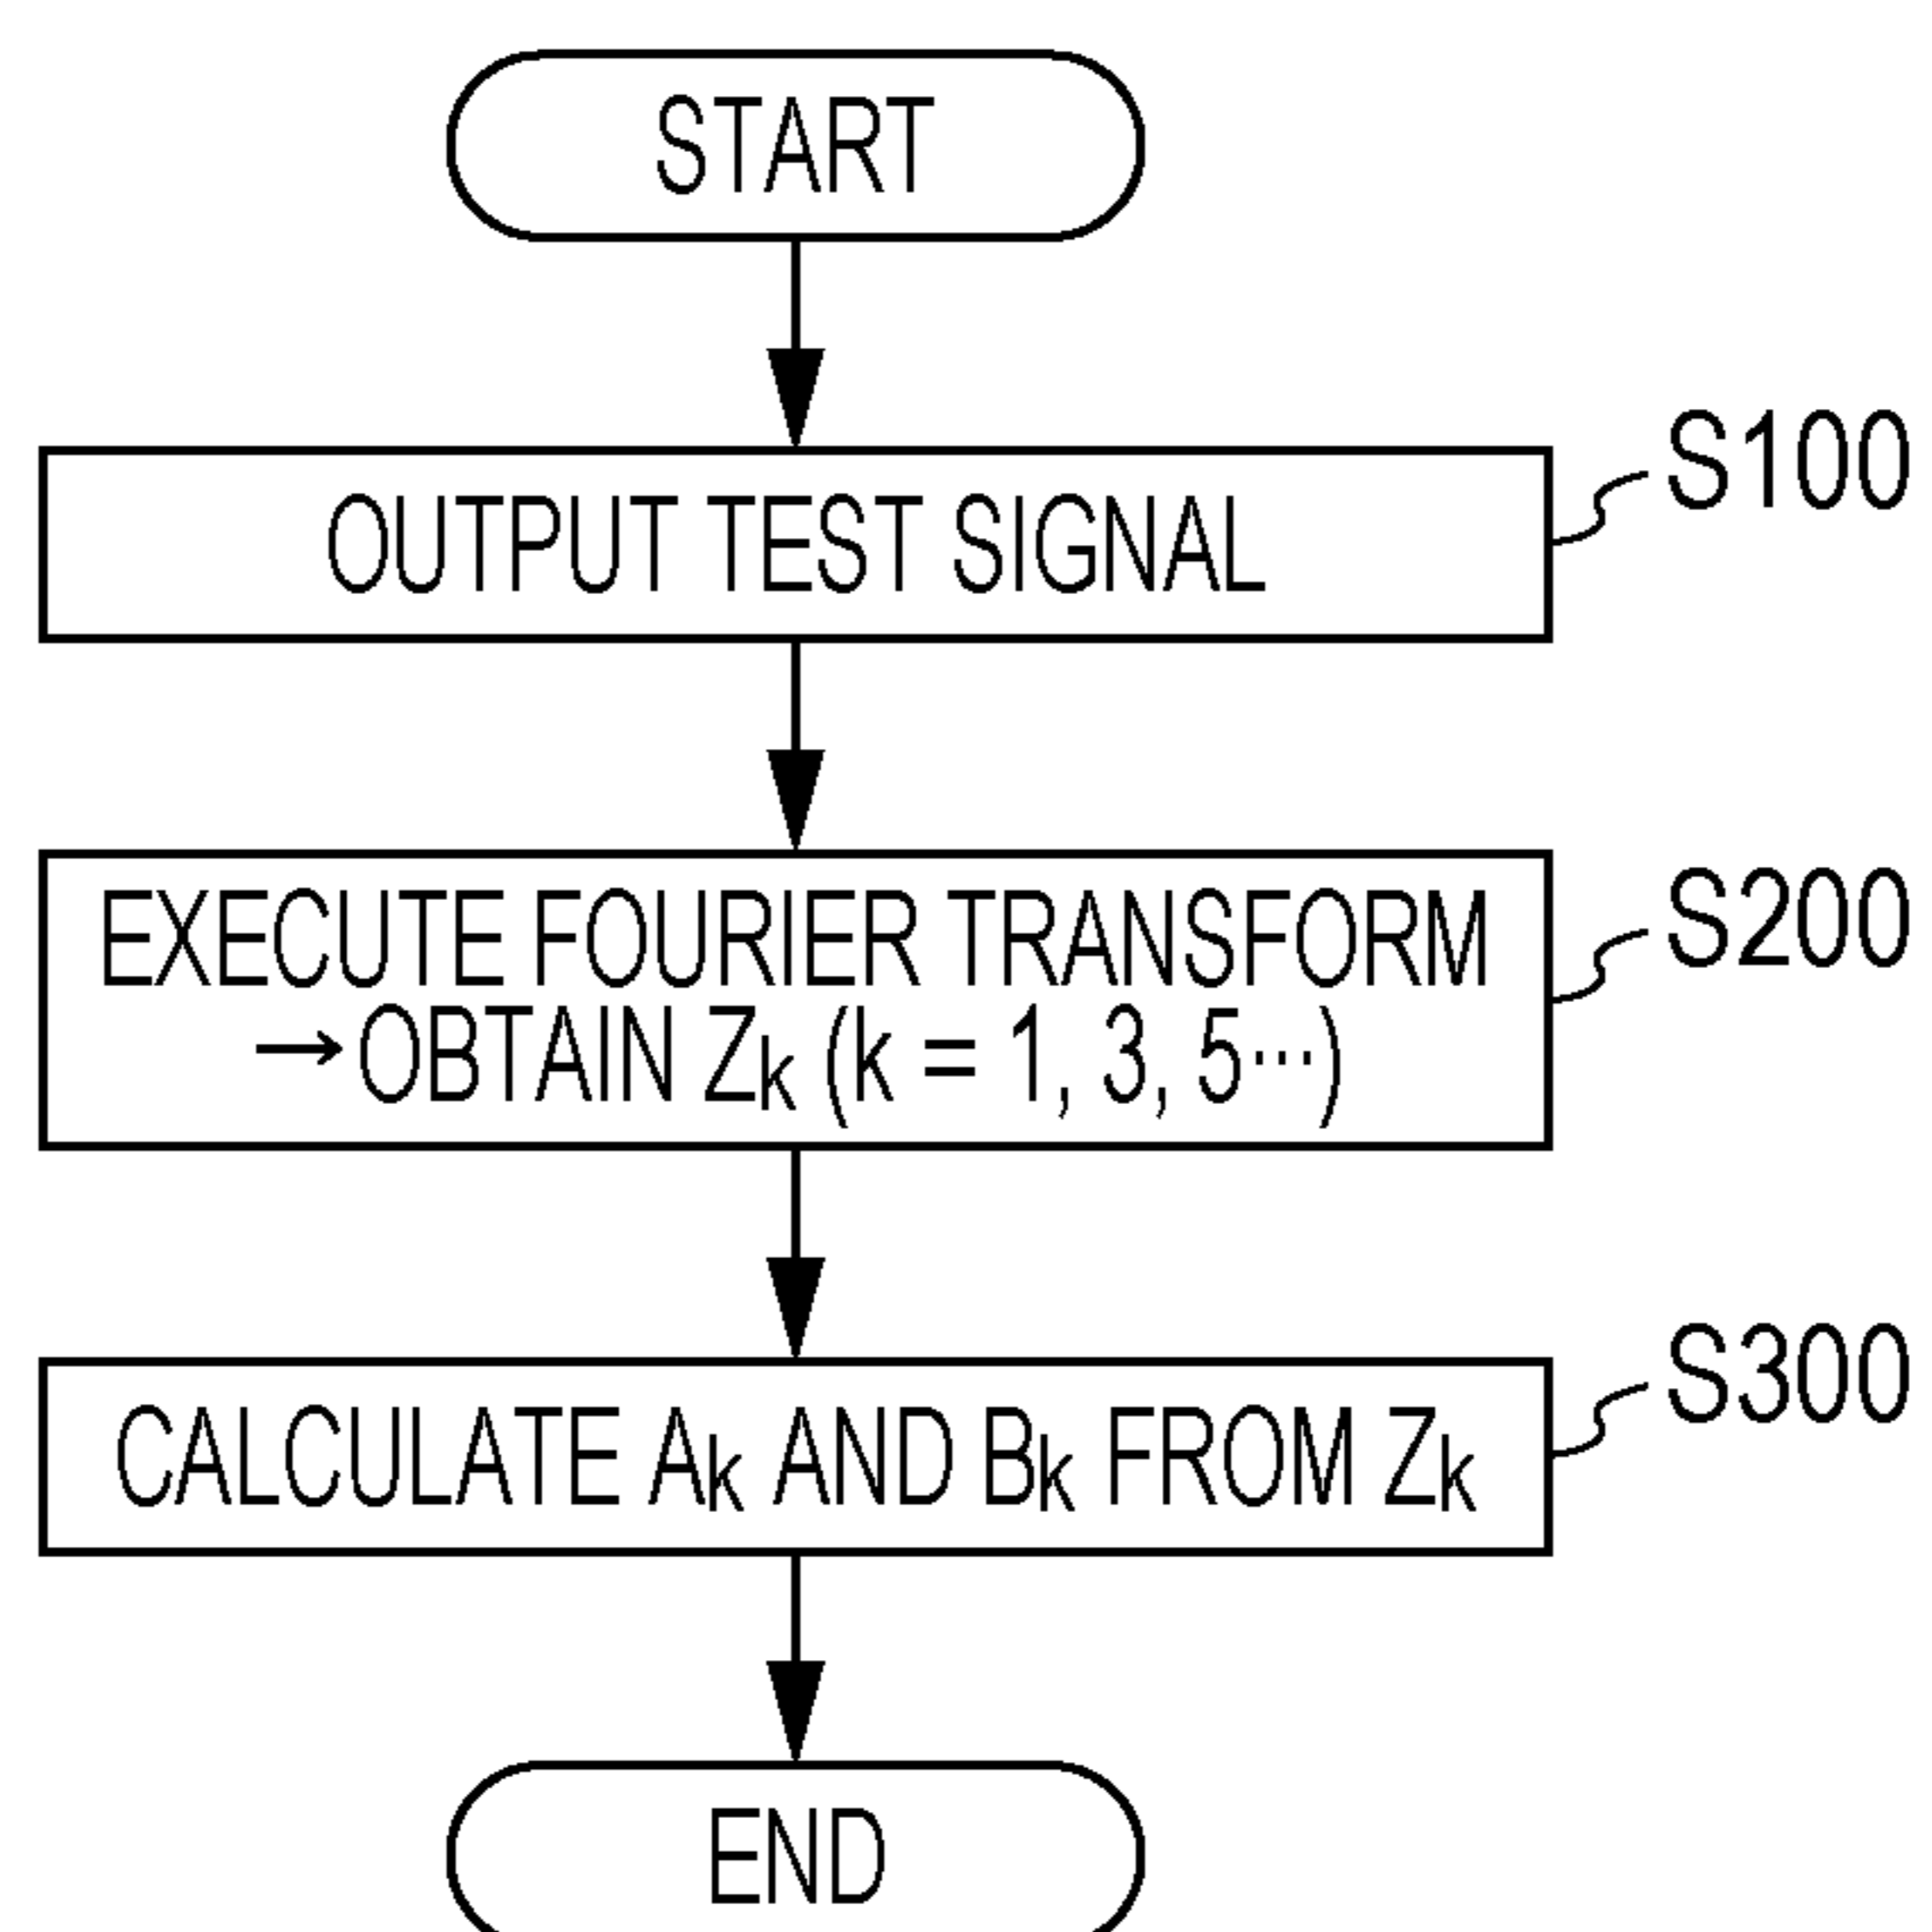 START
OUTPUT TEST SIGNAL
S100
EXECUTE FOURIER TRANSFORM
→OBTAIN Zk (k = 1, 3, 5⋯)
S200
CALCULATE Ak AND Bk FROM Zk
S300
END